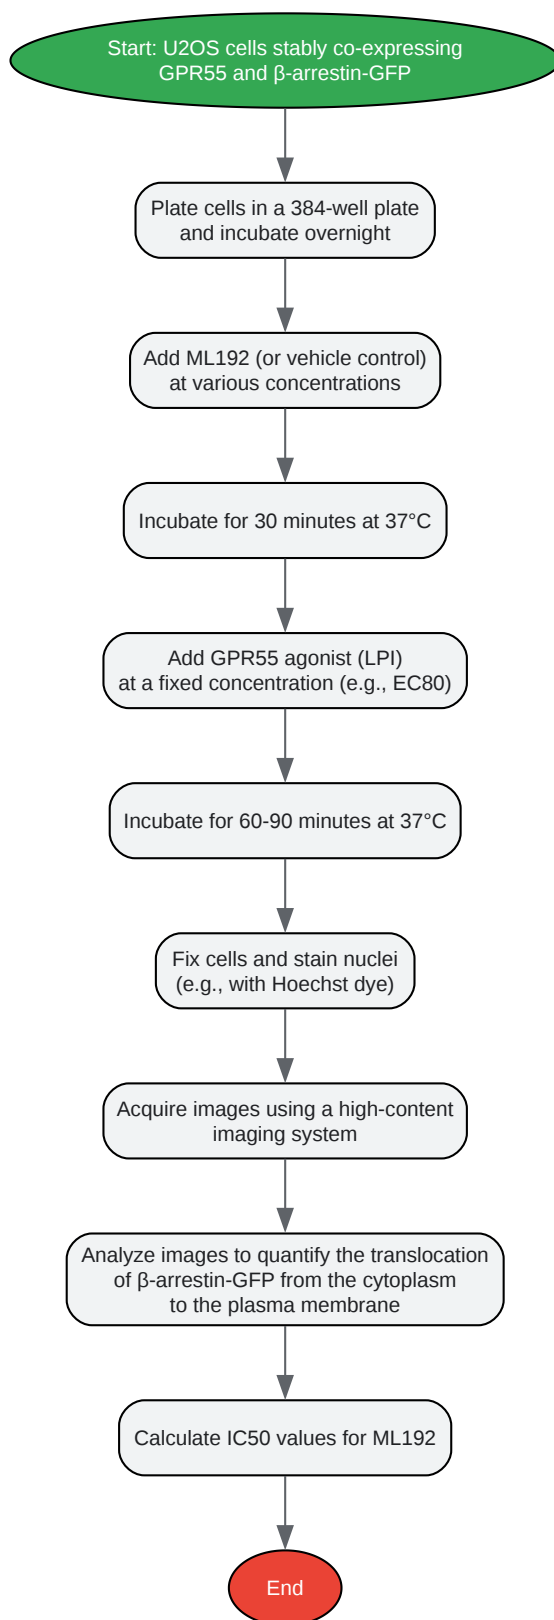 Start: U2OS cells stably co-expressing
GPR55 and β-arrestin-GFP
Plate cells in a 384-well plate
and incubate overnight
Add ML192 (or vehicle control)
at various concentrations
Incubate for 30 minutes at 37°C
Add GPR55 agonist (LPI)
at a fixed concentration (e.g., EC80)
Incubate for 60-90 minutes at 37°C
Fix cells and stain nuclei
(e.g., with Hoechst dye)
Acquire images using a high-content
imaging system
Analyze images to quantify the translocation
of β-arrestin-GFP from the cytoplasm
to the plasma membrane
Calculate IC50 values for ML192
End